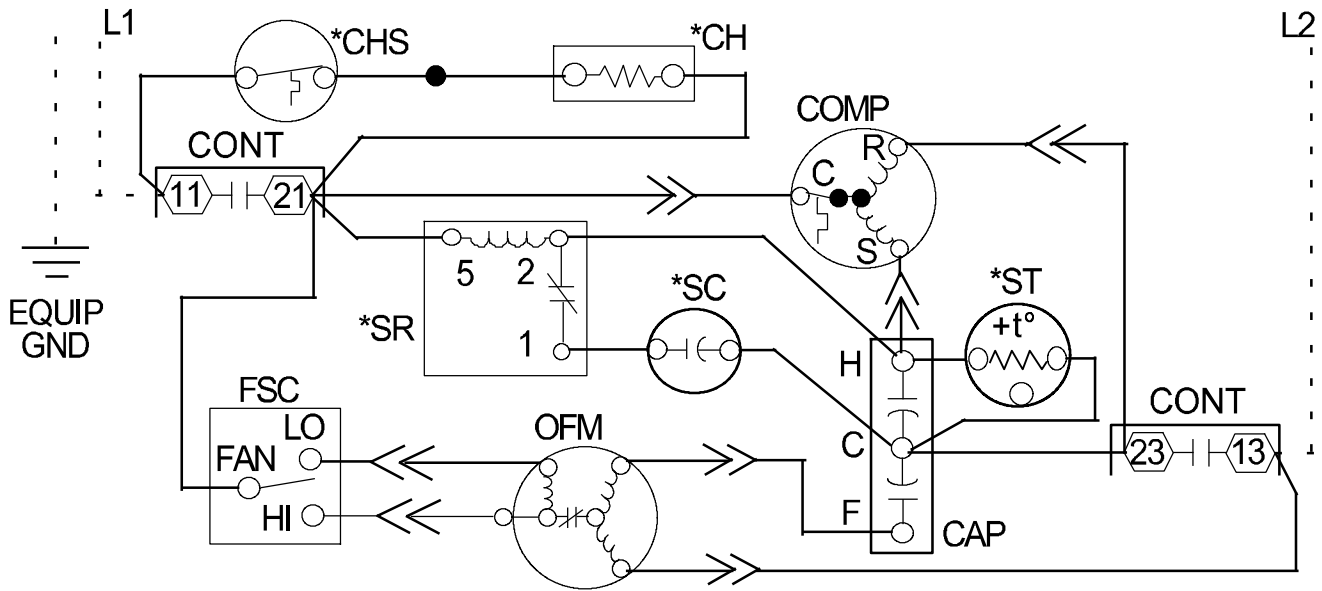 L1
L2
*CHS
*CH
COMP
CONT
R
C
11
21
S
5
2
*SC
*ST
+t°
EQUIP
GND
*SR
1
H
FSC
LO
OFM
CONT
FAN
C
23
13
HI
F
CAP